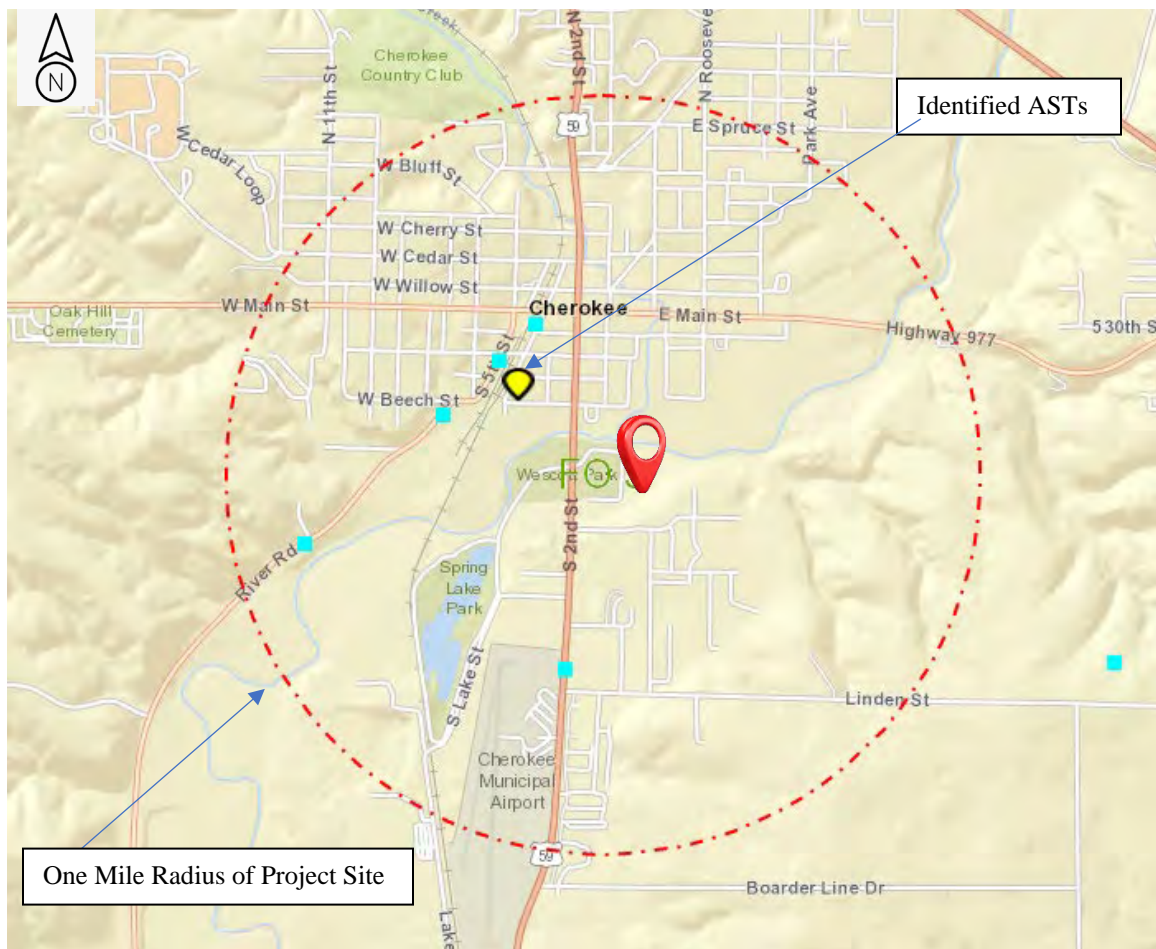 N
Creek
Cherokee
Country Club
N 11th St
N 2nd St
N Roosevelt
Park Ave
Identified ASTs
59
E Spruce St
W Cedar Loop
W Bluff St
W Cherry St
W Cedar St
W Willow St
W Main St
Cherokee
E Main St
Highway 977
530th S
Oak Hill
Cemetery
S 5th St
W Beech St
Wescott Park
S 2nd St
River Rd
Spring
Lake
Park
S Lake St
Linden St
Cherokee
Municipal
Airport
One Mile Radius of Project Site
59
Lake
Boarder Line Dr